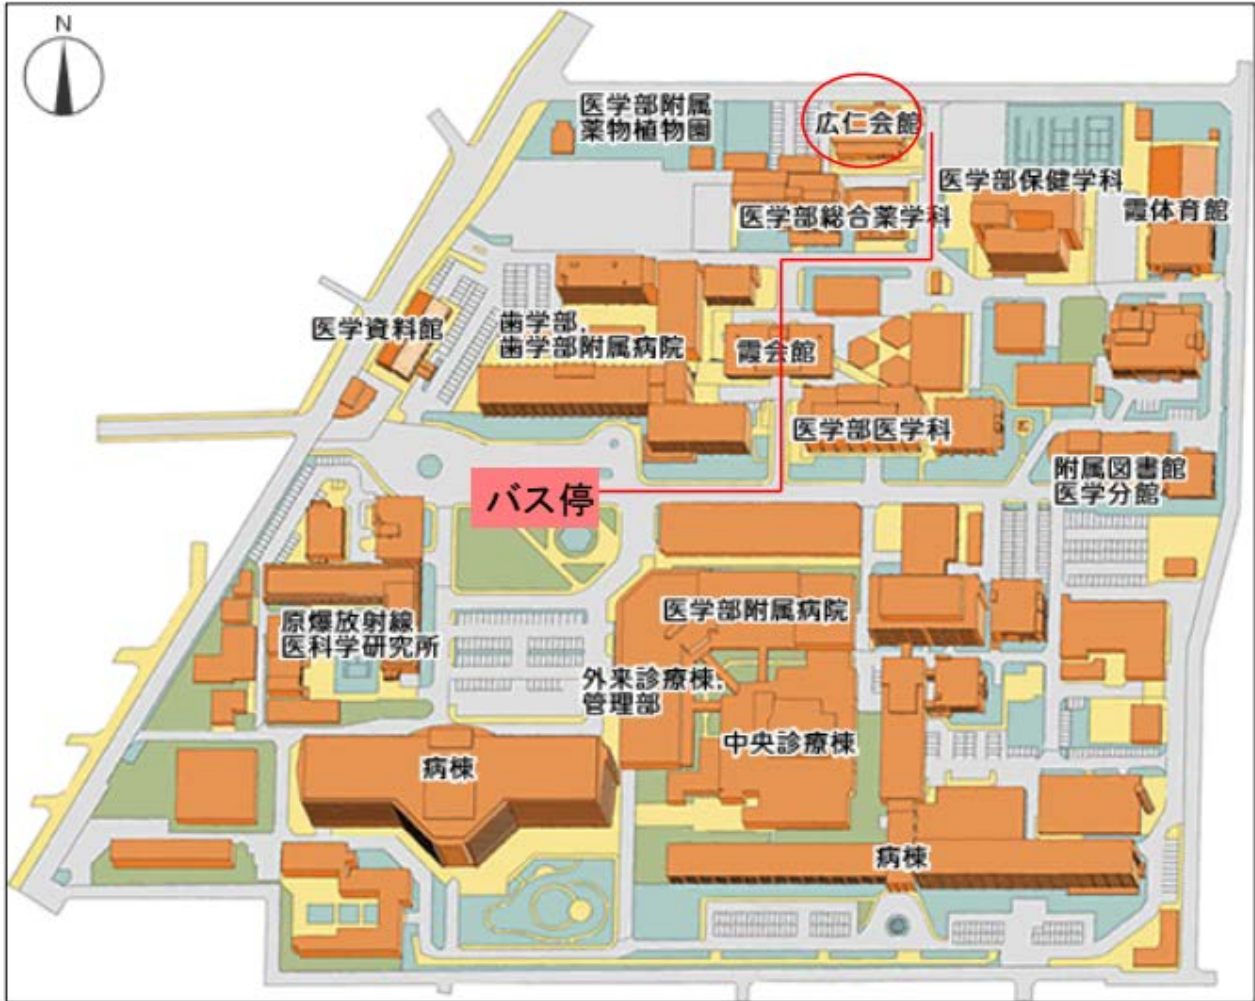 N
医学部附属
薬物植物園
広仁会館
医学部保健学科
霞体育館
医学部総合薬学科
医学資料館
歯学部,
歯学部附属病院
霞会館
医学部医学科
附属図書館
医学分館
バス停
原爆放射線
医科学研究所
医学部附属病院
外来診療棟,
管理部
中央診療棟
病棟
病棟